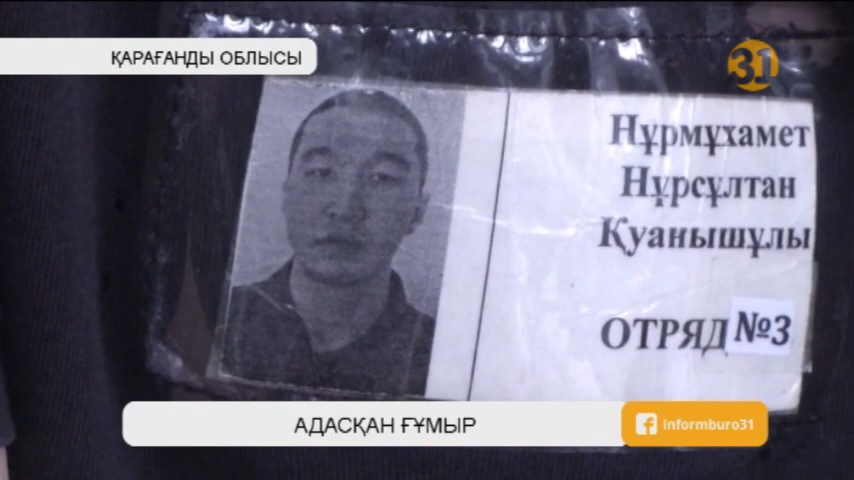 ҚАРАҒАНДЫ ОБЛЫСЫ
31
Нұрмұхамет
Нұрсұлтан
Қуанышұлы
ОТРЯД №3
АДАСҚАН ҒҰМЫР
Informburo31